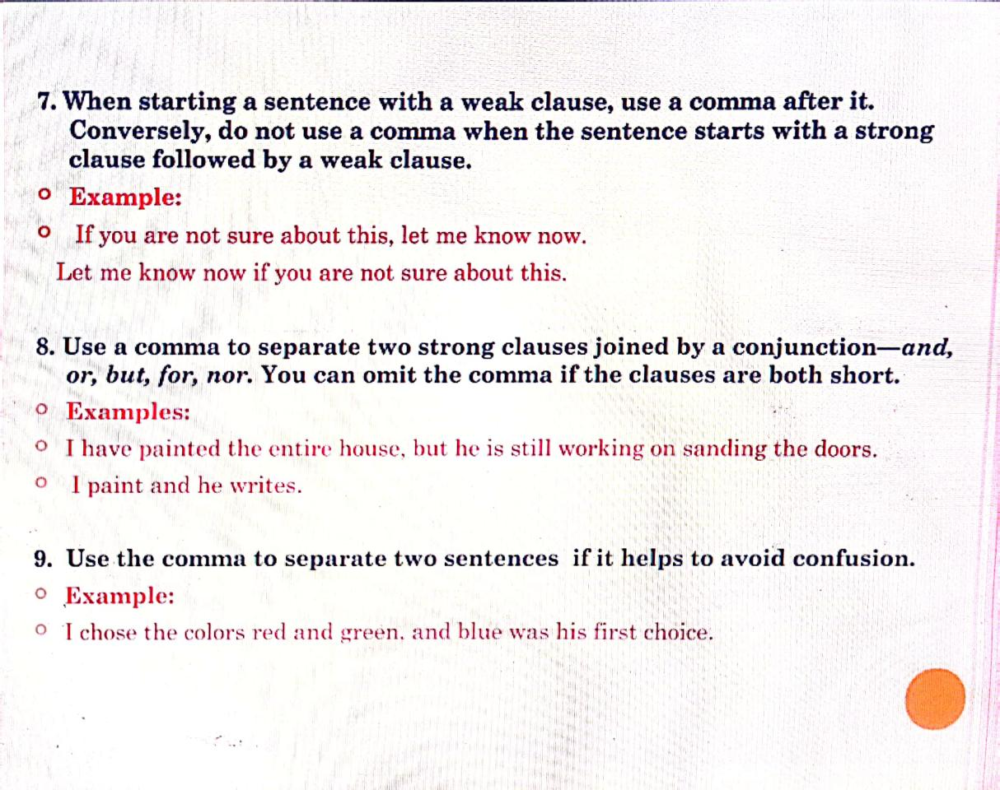 7. When starting a sentence with a weak clause, use a comma after it.
Conversely, do not use a comma when the sentence starts with a strong
clause followed by a weak clause.
Example:
If you are not sure about this, let me know now.
Let me know now if you are not sure about this.
8. Use a comma to separate two strong clauses joined by a conjunction—and,
or, but, for, nor. You can omit the comma if the clauses are both short.
Examples:
I have painted the entire house, but he is still working on sanding the doors.
I paint and he writes.
9. Use the comma to separate two sentences if it helps to avoid confusion.
Example:
I chose the colors red and green, and blue was his first choice.